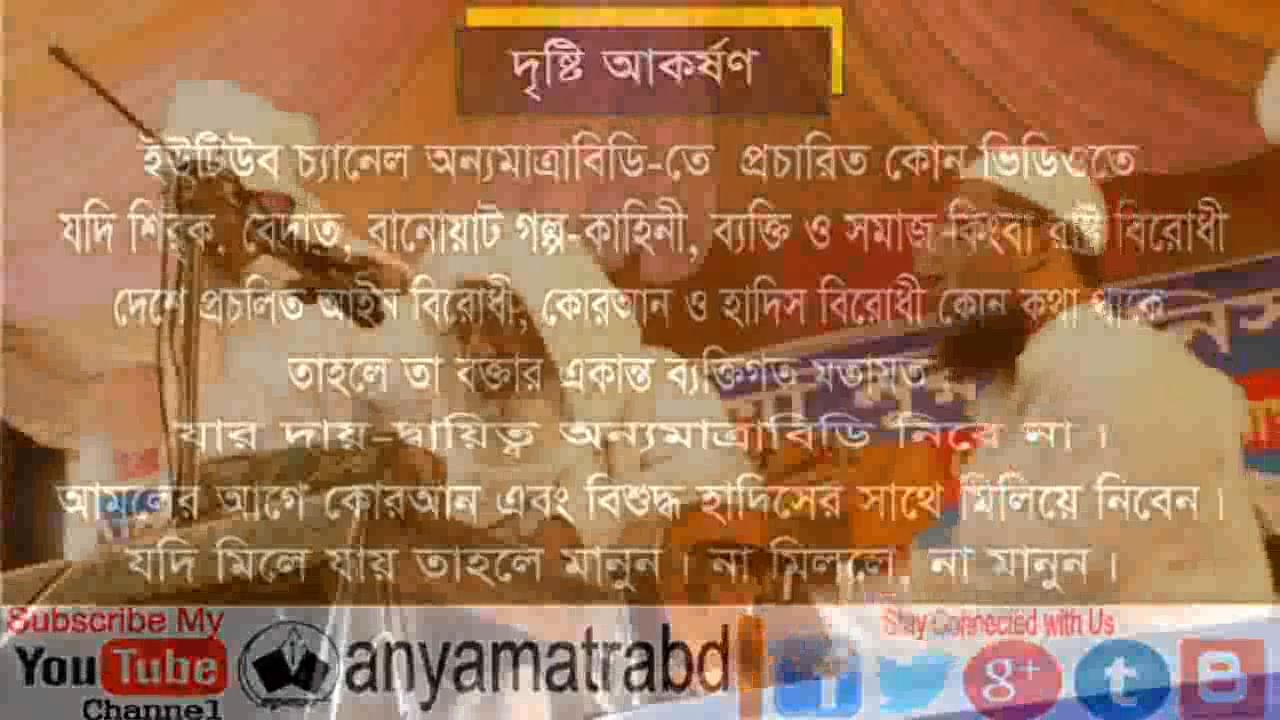 দৃষ্টি আকর্ষণ
ইউটিউব চ্যানেল অন্যমাত্রাবিডি-তে প্রচারিত কোন ভিডিওতে
যদি শিরক, বেদাত, বানোয়াট গল্প-কাহিনী, ব্যক্তি ও সমাজ-কিংবা রাষ্ট্র বিরোধী
দেশে প্রচলিত আইন বিরোধী, কোরআন ও হাদিস বিরোধী কোন কথা থাকে
তাহলে তা বক্তার একান্ত ব্যক্তিগত মতামত
যার দায়-দ্বায়িত্ব অন্যমাত্রাবিডি নিবে না ।
আমলের আগে কোরআন এবং বিশুদ্ধ হাদিসের সাথে মিলিয়ে নিবেন ।
যদি মিলে যায় তাহলে মানুন । না মিললে, না মানুন ।
Subscribe My
YouTube
Channel
anyamatrabd
Stay Connected with Us
f
g+
t
B